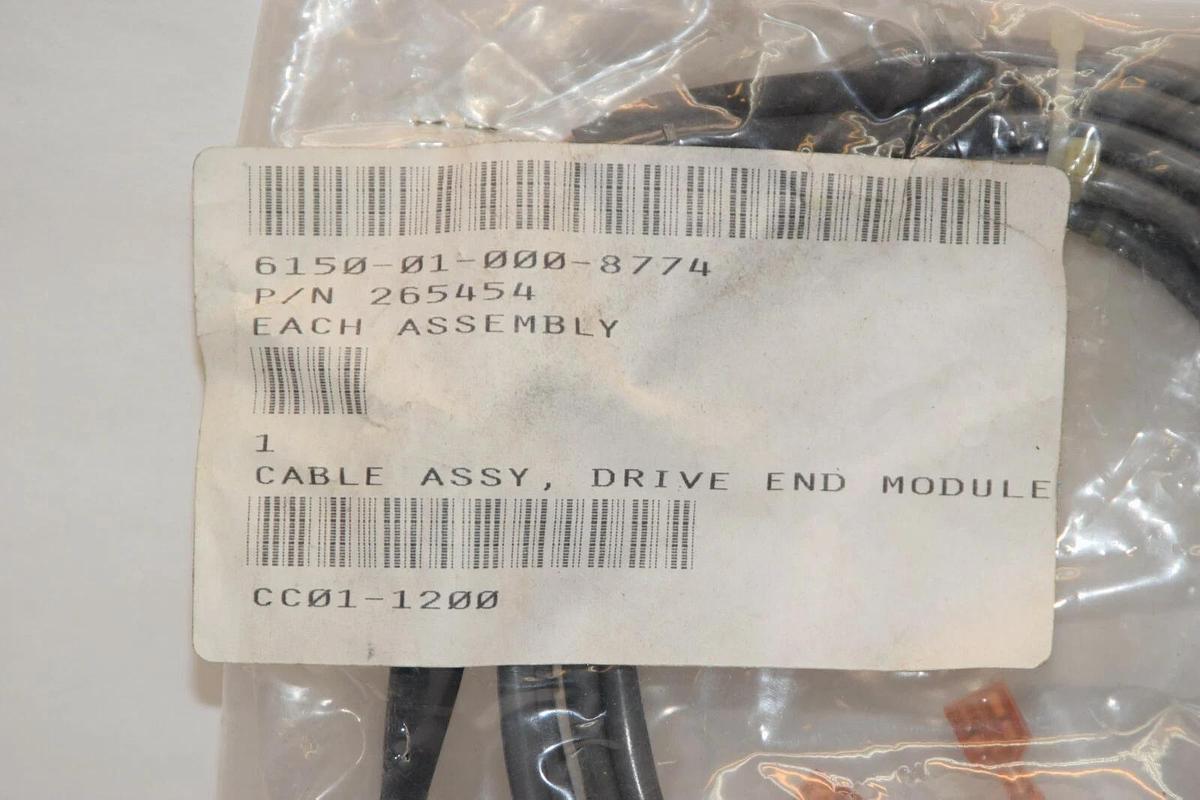 6150-01-000-8774
P/N 265454
EACH ASSEMBLY
1
CABLE ASSY, DRIVE END MODULE
CC01-1200